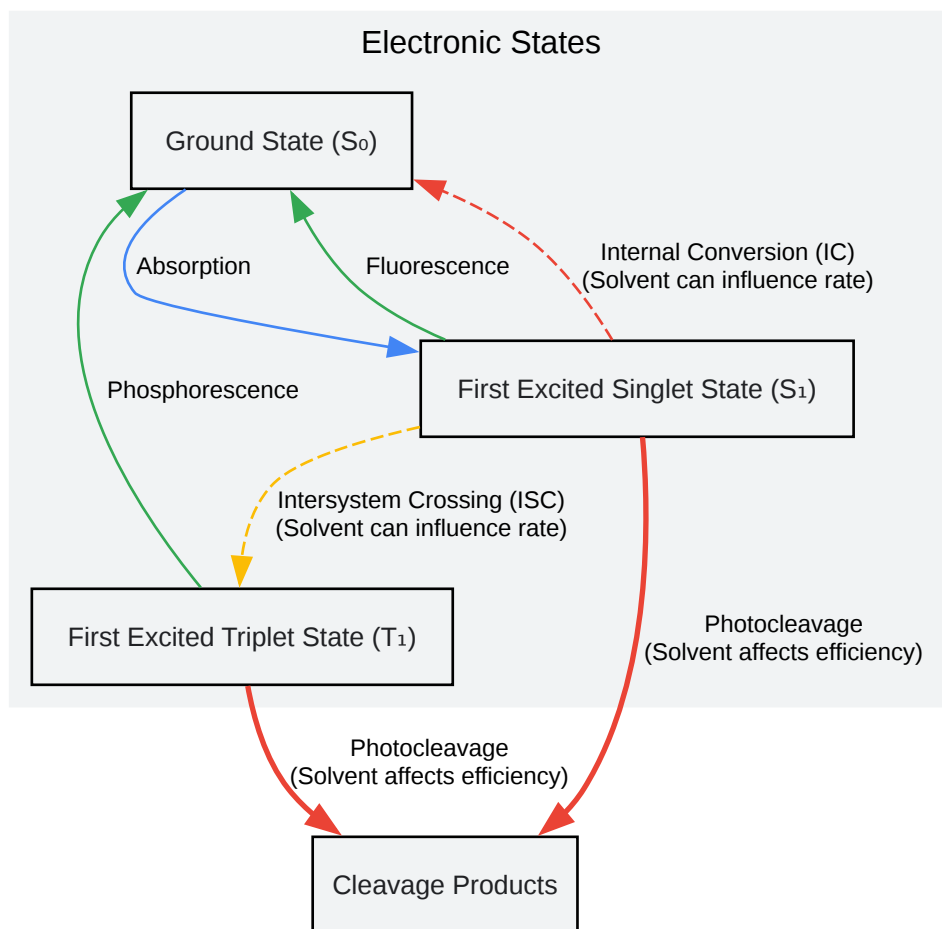 Electronic States
Ground State (S₀)
Internal Conversion (IC)
(Solvent can influence rate)
Absorption
Fluorescence
Phosphorescence
First Excited Singlet State (S₁)
Intersystem Crossing (ISC)
(Solvent can influence rate)
First Excited Triplet State (T₁)
Photocleavage
(Solvent affects efficiency)
Photocleavage
(Solvent affects efficiency)
Cleavage Products